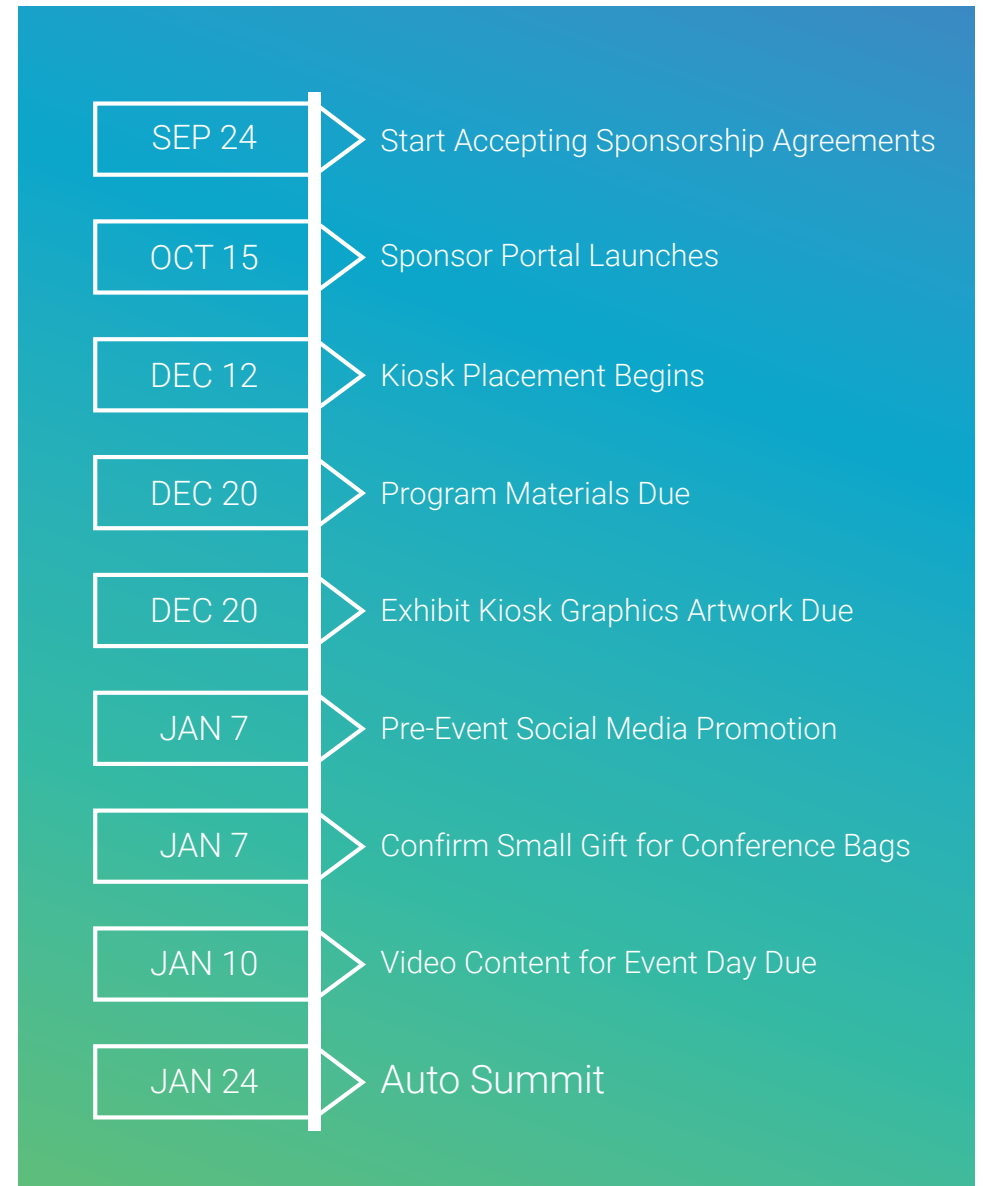 SEP 24 Start Accepting Sponsorship Agreements
OCT 15 Sponsor Portal Launches
DEC 12 Kiosk Placement Begins
DEC 20 Program Materials Due
DEC 20 Exhibit Kiosk Graphics Artwork Due
JAN 7 Pre-Event Social Media Promotion
JAN 7 Confirm Small Gift for Conference Bags
JAN 10 Video Content for Event Day Due
JAN 24 Auto Summit